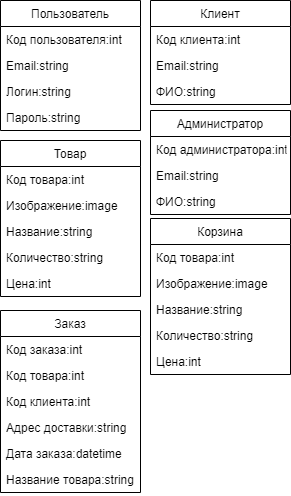 Пользователь
Код пользователя:int
Email:string
Логин:string
Пароль:string
Клиент
Код клиента:int
Email:string
ФИО:string
Администратор
Код администратора:int
Email:string
ФИО:string
Товар
Код товара:int
Изображение:image
Название:string
Количество:string
Цена:int
Корзина
Код товара:int
Изображение:image
Название:string
Количество:string
Цена:int
Заказ
Код заказа:int
Код товара:int
Код клиента:int
Адрес доставки:string
Дата заказа:datetime
Название товара:string